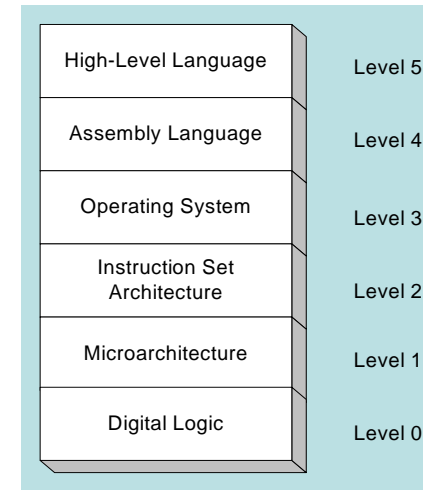 High-Level Language Level 5
Assembly Language Level 4
Operating System Level 3
Instruction Set
Architecture Level 2
Microarchitecture Level 1
Digital Logic Level 0